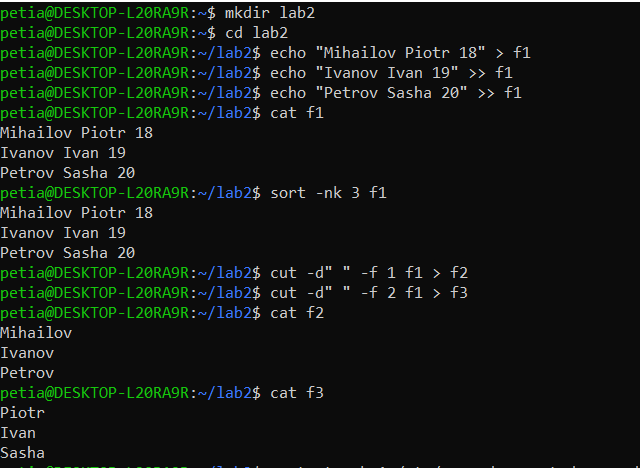 petia@DESKTOP-L20RA9R:~$ mkdir lab2
petia@DESKTOP-L20RA9R:~$ cd lab2
petia@DESKTOP-L20RA9R:~/lab2$ echo "Mihailov Piotr 18" > f1
petia@DESKTOP-L20RA9R:~/lab2$ echo "Ivanov Ivan 19" >> f1
petia@DESKTOP-L20RA9R:~/lab2$ echo "Petrov Sasha 20" >> f1
petia@DESKTOP-L20RA9R:~/lab2$ cat f1
Mihailov Piotr 18
Ivanov Ivan 19
Petrov Sasha 20
petia@DESKTOP-L20RA9R:~/lab2$ sort -nk 3 f1
Mihailov Piotr 18
Ivanov Ivan 19
Petrov Sasha 20
petia@DESKTOP-L20RA9R:~/lab2$ cut -d" " -f 1 f1 > f2
petia@DESKTOP-L20RA9R:~/lab2$ cut -d" " -f 2 f1 > f3
petia@DESKTOP-L20RA9R:~/lab2$ cat f2
Mihailov
Ivanov
Petrov
petia@DESKTOP-L20RA9R:~/lab2$ cat f3
Piotr
Ivan
Sasha